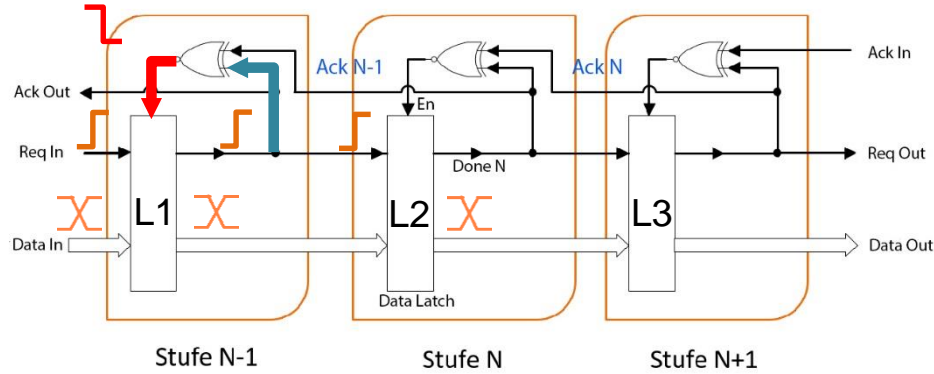 Ack In
Ack N-1
Ack N
Ack Out
En
Req In
Done N
Req Out
L1
L2
L3
Data In
Data Out
Data Latch
Stufe N-1
Stufe N
Stufe N+1